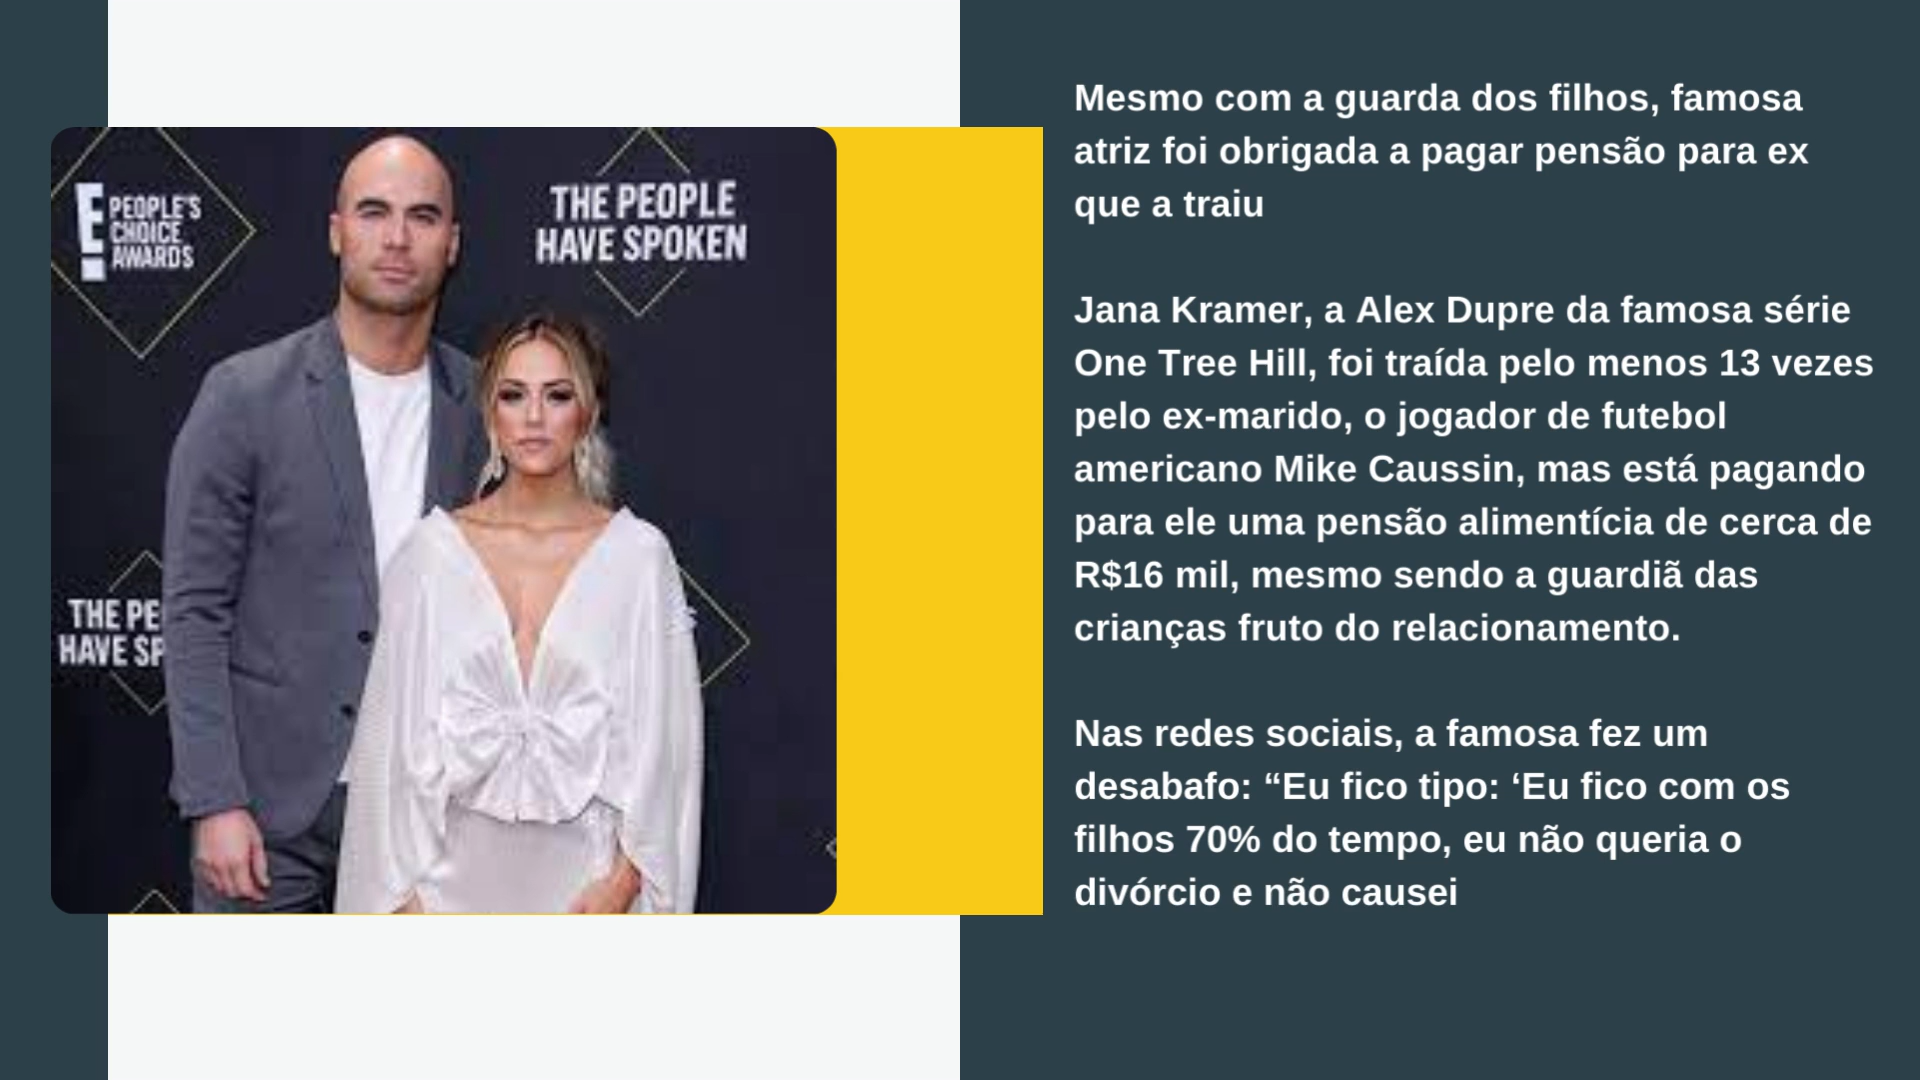 E!
PEOPLE'S
CHOICE
AWARDS
THE PEOPLE
HAVE SPOKEN
THE PE
HAVE SP
Mesmo com a guarda dos filhos, famosa
atriz foi obrigada a pagar pensão para ex
que a traiu
Jana Kramer, a Alex Dupre da famosa série
One Tree Hill, foi traída pelo menos 13 vezes
pelo ex-marido, o jogador de futebol
americano Mike Caussin, mas está pagando
para ele uma pensão alimentícia de cerca de
R$16 mil, mesmo sendo a guardiã das
crianças fruto do relacionamento.
Nas redes sociais, a famosa fez um
desabafo: “Eu fico tipo: ‘Eu fico com os
filhos 70% do tempo, eu não queria o
divórcio e não causei